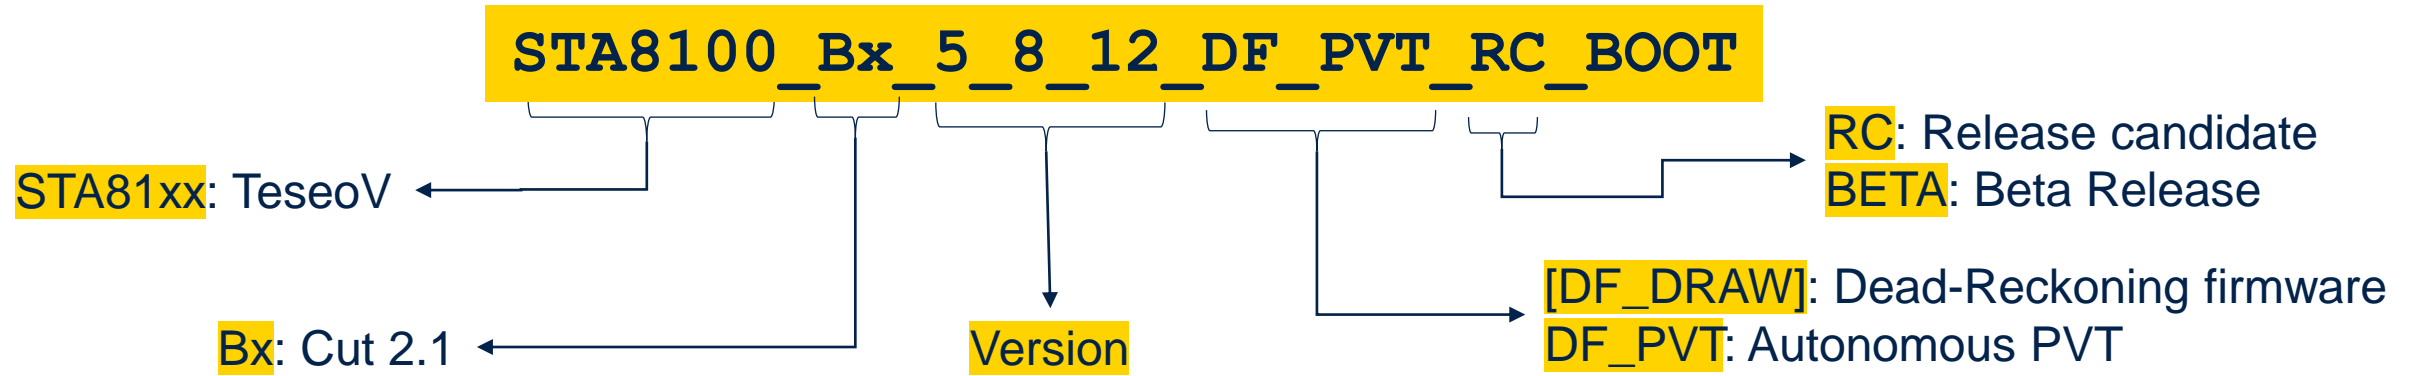 STA8100_Bx_5_8_12_DF_PVT_RC_BOOT
RC: Release candidate
BETA: Beta Release
STA81xx: TeseoV
[DF_DRAW]: Dead-Reckoning firmware
DF_PVT: Autonomous PVT
Bx: Cut 2.1
Version